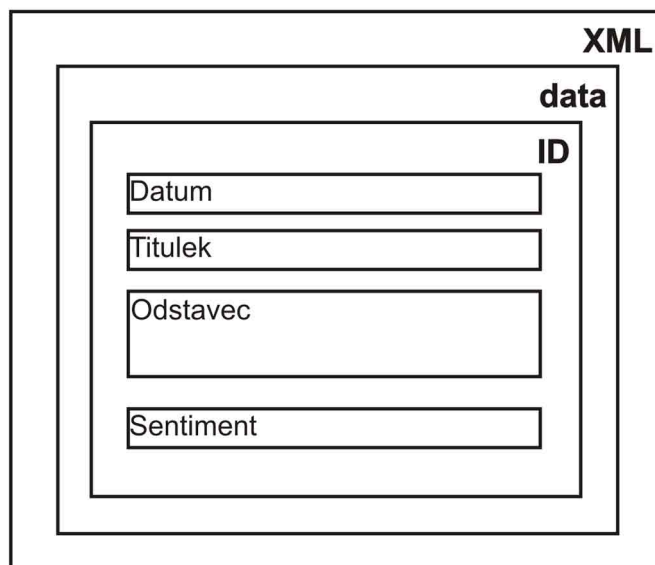 XML
data
ID
Datum
Titulek
Odstavec
Sentiment